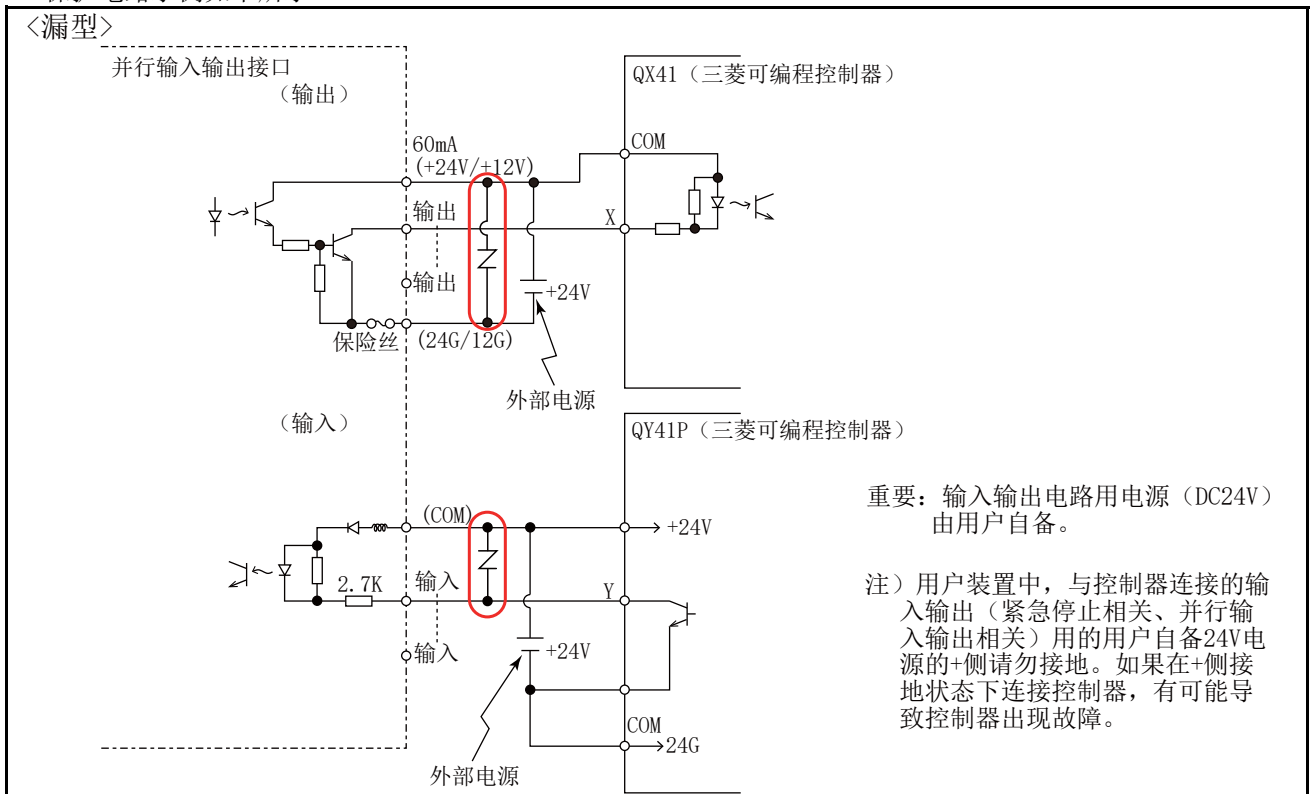 <漏型>
并行输入输出接口
（输出）
QX41（三菱可编程控制器）
60mA
(+24V/+12V)
COM
输出
X
输出
+24V
保险丝
(24G/12G)
外部电源
（输入）
QY41P（三菱可编程控制器）
(COM)
+24V
2.7K
输入
Y
输入
+24V
COM
24G
外部电源
重要：输入输出电路用电源（DC24V）
由用户自备。
注）用户装置中，与控制器连接的输
入输出（紧急停止相关、并行输
入输出相关）用的用户自备24V电
源的+侧请勿接地。如果在+侧接
地状态下连接控制器，有可能导
致控制器出现故障。